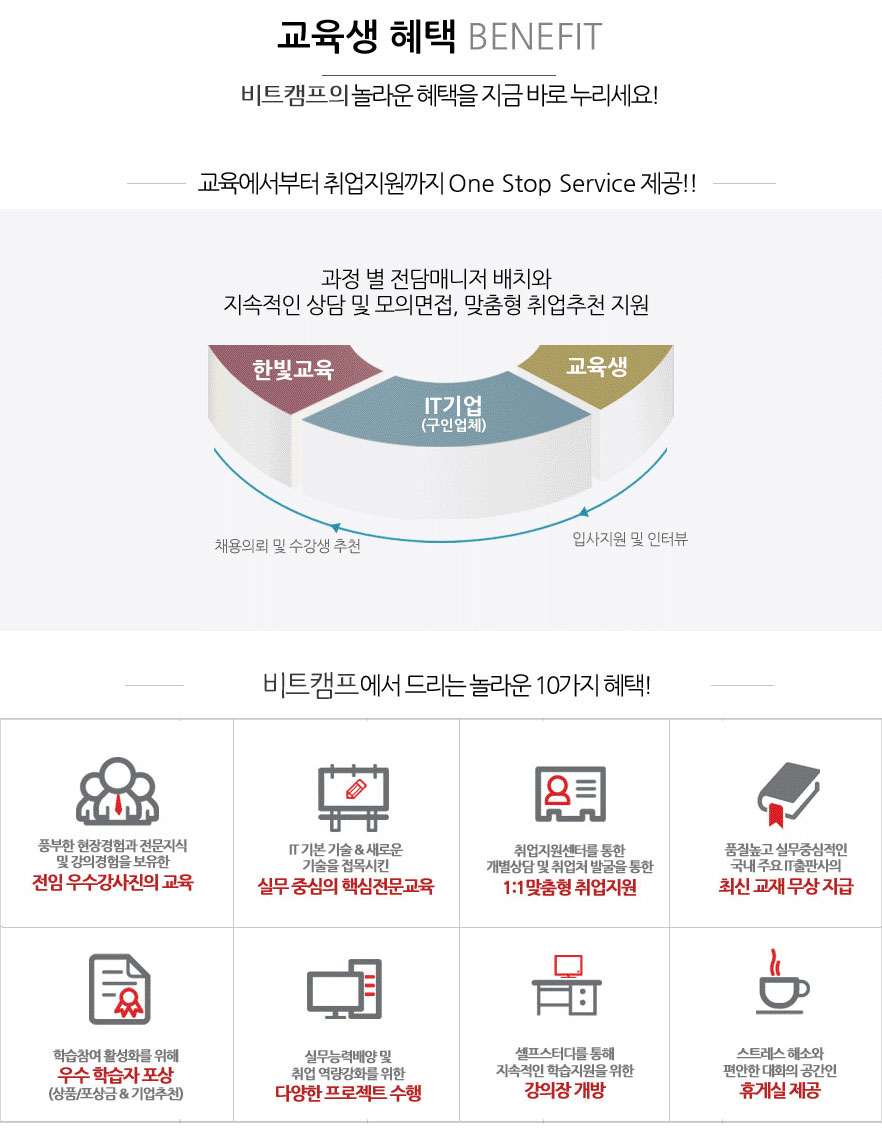 교육생 혜택 BENEFIT
비트캠프의 놀라운 혜택을 지금 바로 누리세요!
교육에서부터 취업지원까지 One Stop Service 제공!!
과정 별 전담매니저 배치와
지속적인 상담 및 모의면접, 맞춤형 취업추천 지원
한빛교육
교육생
IT기업
(구인업체)
채용의뢰 및 수강생 추천
입사지원 및 인터뷰
비트캠프에서 드리는 놀라운 10가지 혜택!
풍부한 현장경험과 전문지식
및 강의경험을 보유한
전임 우수강사진의 교육
IT 기본 기술 & 새로운
기술을 접목시킨
실무 중심의 핵심전문교육
취업지원센터를 통한
개별상담 및 취업처 발굴을 통한
1:1맞춤형 취업지원
품질높고 실무중심적인
국내 주요 IT출판사의
최신 교재 무상 지급
학습참여 활성화를 위해
우수 학습자 포상
(상품/포상금 & 기업추천)
실무능력배양 및
취업 역량강화를 위한
다양한 프로젝트 수행
셀프스터디를 통해
지속적인 학습지원을 위한
강의장 개방
스트레스 해소와
편안한 대화의 공간인
휴게실 제공